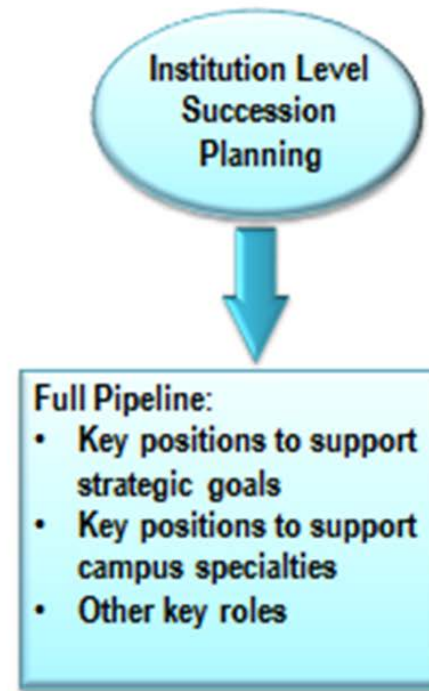 Institution Level
Succession
Planning
Full Pipeline:
• Key positions to support
strategic goals
• Key positions to support
campus specialties
• Other key roles